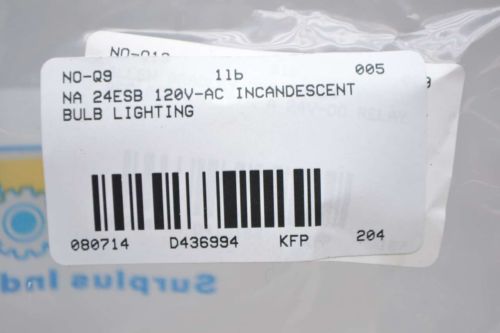 NO-Q9 1lb 005
NA 24ESB 120V-AC INCANDESCENT
BULB LIGHTING
080714 D436994 KFP 204
Surplus Ind